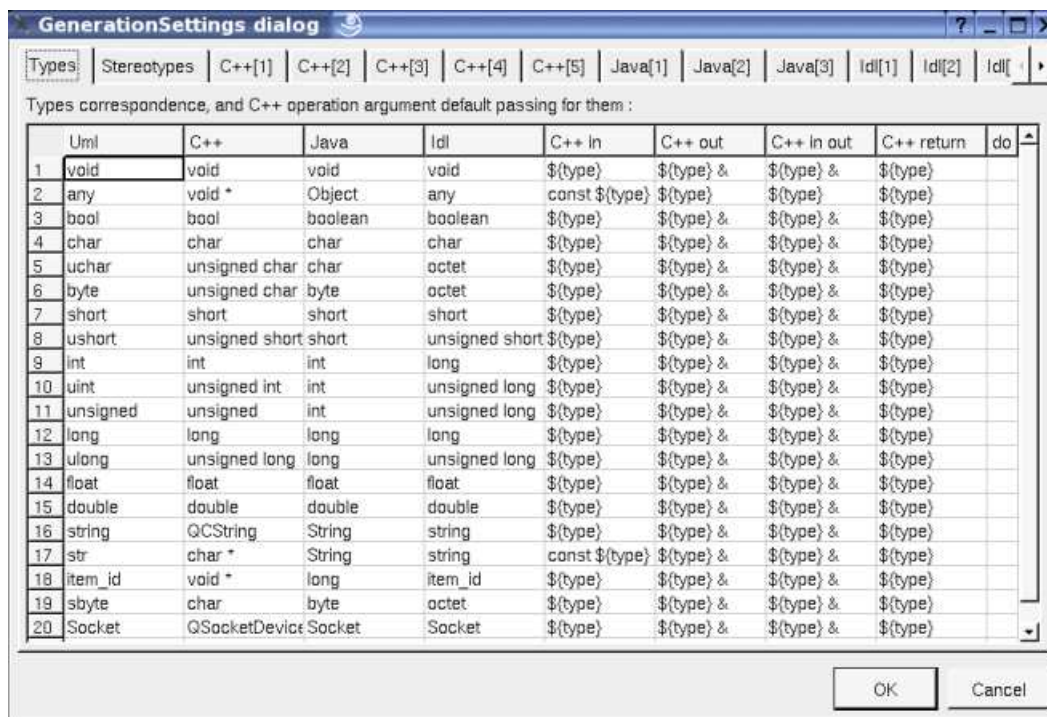 GenerationSettings dialog ?
Types Stereotypes C++[1] C++[2] C++[3] C++[4] C++[5] Java[1] Java[2] Java[3] Idl[1] Idl[2] Idl[
Types correspondence, and C++ operation argument default passing for them :
Uml C++ Java Idl C++ in C++ out C++ in out C++ return do
1 void void void void ${type} ${type} & ${type} & ${type}
2 any void * Object any const ${type} ${type} ${type} ${type}
3 bool bool boolean boolean ${type} ${type} & ${type} & ${type}
4 char char char char ${type} ${type} & ${type} & ${type}
5 uchar unsigned char char octet ${type} ${type} & ${type} & ${type}
6 byte unsigned char byte octet ${type} ${type} & ${type} & ${type}
7 short short short short ${type} ${type} & ${type} & ${type}
8 ushort unsigned short short unsigned short ${type} ${type} & ${type} & ${type}
9 int int int long ${type} ${type} & ${type} & ${type}
10 uint unsigned int int unsigned long ${type} ${type} & ${type} & ${type}
11 unsigned unsigned int unsigned long ${type} ${type} & ${type} & ${type}
12 long long long long ${type} ${type} & ${type} & ${type}
13 ulong unsigned long long unsigned long ${type} ${type} & ${type} & ${type}
14 float float float float ${type} ${type} & ${type} & ${type}
15 double double double double ${type} ${type} & ${type} & ${type}
16 string QCString String string ${type} ${type} & ${type} & ${type}
17 str char * String string const ${type} ${type} & ${type} & ${type}
18 item_id void * long item_id ${type} ${type} & ${type} & ${type}
19 sbyte char byte octet ${type} ${type} & ${type} & ${type}
20 Socket QSocketDevice Socket Socket ${type} ${type} & ${type} & ${type}
OK Cancel